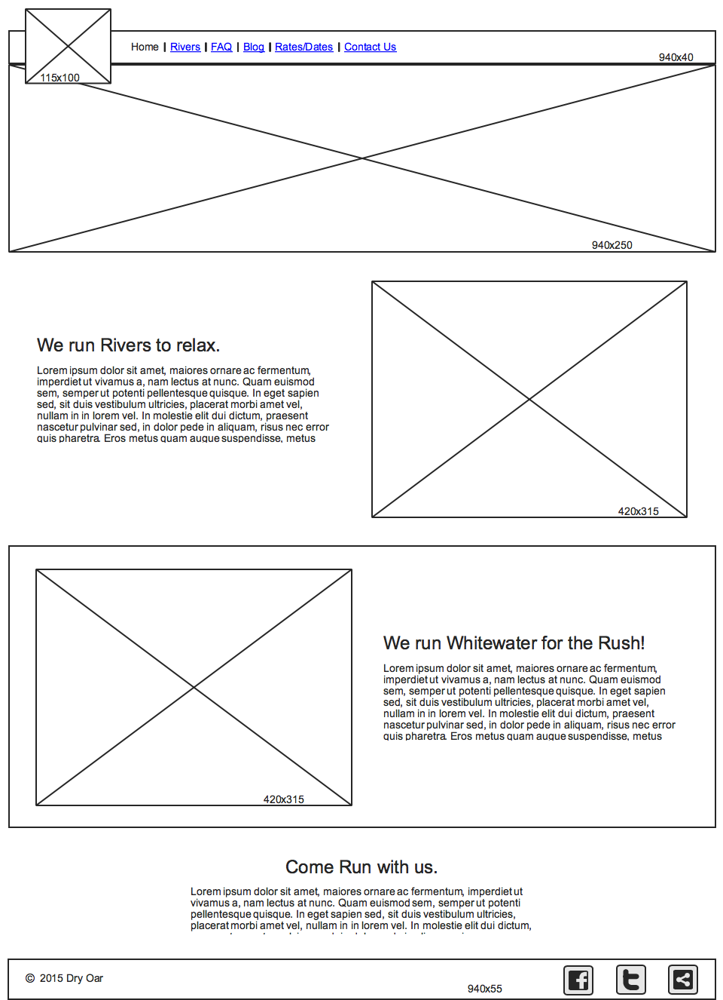 Home | Rivers | FAQ | Blog | Rates/Dates | Contact Us
940x40
115x100
940x250
We run Rivers to relax.
Lorem ipsum dolor sit amet, maiores ornare ac fermentum,
imperdiet ut vivamus a, nam lectus at nunc. Quam euismod
sem, semper ut potenti pellentesque quisque. In eget sapien
sed, sit duis vestibulum ultricies, placerat morbi amet vel,
nullam in in lorem vel. In molestie elit dui dictum, praesent
nascetur pulvinar sed, in dolor pede in aliquam, risus nec error
quis pharetra. Eros metus quam augue suspendisse, metus
420x315
420x315
We run Whitewater for the Rush!
Lorem ipsum dolor sit amet, maiores ornare ac fermentum,
imperdiet ut vivamus a, nam lectus at nunc. Quam euismod
sem, semper ut potenti pellentesque quisque. In eget sapien
sed, sit duis vestibulum ultricies, placerat morbi amet vel,
nullam in in lorem vel. In molestie elit dui dictum, praesent
nascetur pulvinar sed, in dolor pede in aliquam, risus nec error
quis pharetra. Eros metus quam augue suspendisse, metus
Come Run with us.
Lorem ipsum dolor sit amet, maiores ornare ac fermentum, imperdiet ut
vivamus a, nam lectus at nunc. Quam euismod sem, semper ut potenti
pellentesque quisque. In eget sapien sed, sit duis vestibulum ultricies,
placerat morbi amet vel, nullam in in lorem vel. In molestie elit dui dictum,
© 2015 Dry Oar
940x55